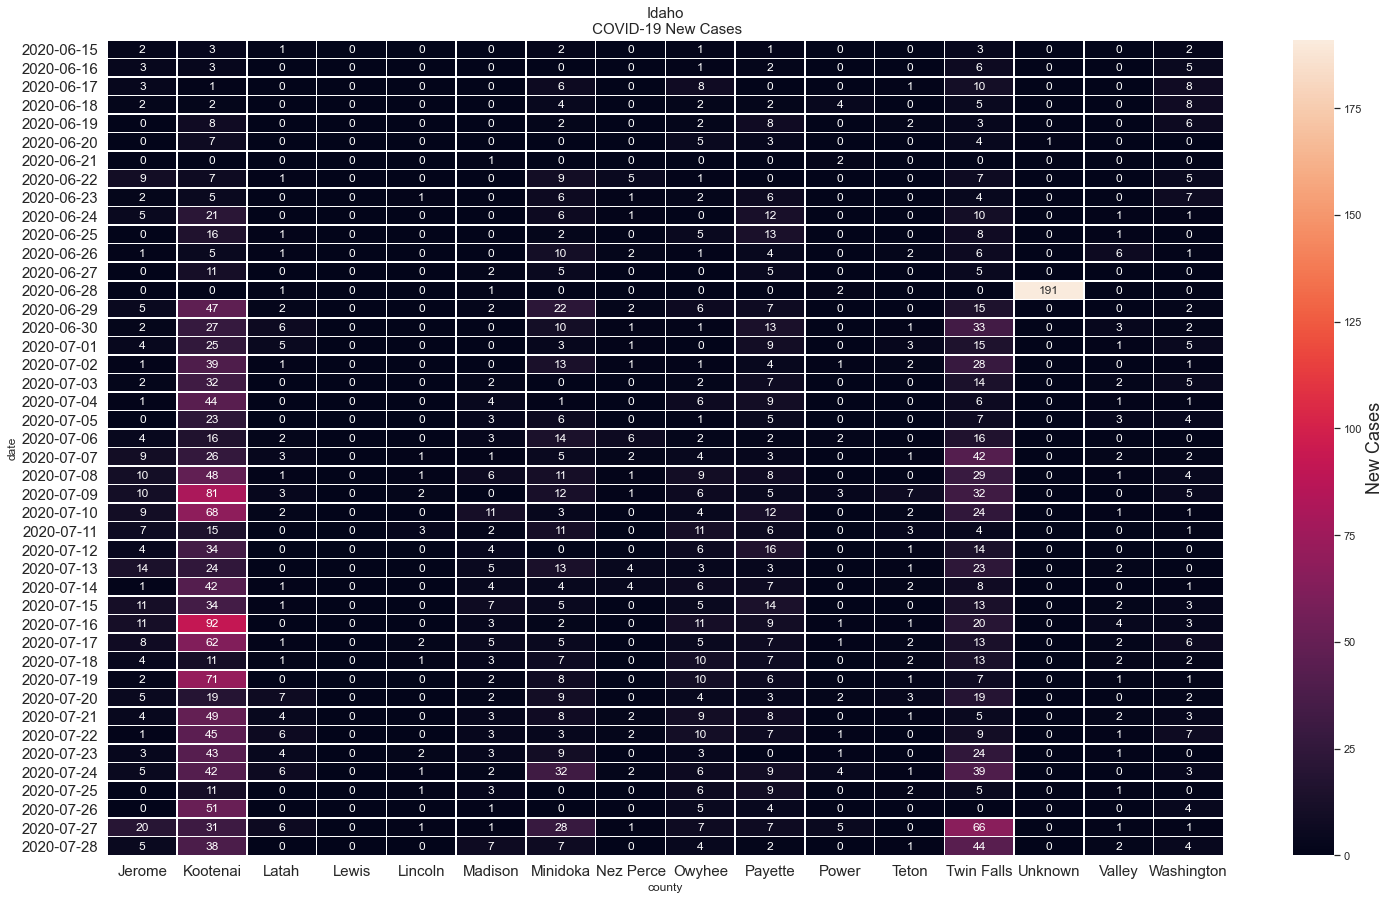 Idaho
COVID-19 New Cases
2020-06-15 2 3 1 0 0 0 2 0 1 1 0 0 3 0 0 2
2020-06-16 3 3 0 0 0 0 0 0 1 2 0 0 6 0 0 5
2020-06-17 3 1 0 0 0 0 6 0 8 0 0 1 10 0 0 8
2020-06-18 2 2 0 0 0 0 4 0 2 2 4 0 5 0 0 8
2020-06-19 0 8 0 0 0 0 2 0 2 8 0 2 3 0 0 6
2020-06-20 0 7 0 0 0 0 0 0 5 3 0 0 4 1 0 0
2020-06-21 0 0 0 0 0 1 0 0 0 0 2 0 0 0 0 0
2020-06-22 9 7 1 0 0 0 9 5 1 0 0 0 7 0 0 5
2020-06-23 2 5 0 0 1 0 6 1 2 6 0 0 4 0 0 7
2020-06-24 5 21 0 0 0 0 6 1 0 12 0 0 10 0 1 1
2020-06-25 0 16 1 0 0 0 2 0 5 13 0 0 8 0 1 0
2020-06-26 1 5 1 0 0 0 10 2 1 4 0 2 6 0 6 1
2020-06-27 0 11 0 0 0 2 5 0 0 5 0 0 5 0 0 0
2020-06-28 0 0 1 0 0 1 0 0 0 0 2 0 0 191 0 0
2020-06-29 5 47 2 0 0 2 22 2 6 7 0 0 15 0 0 2
2020-06-30 2 27 6 0 0 0 10 1 1 13 0 1 33 0 3 2
2020-07-01 4 25 5 0 0 0 3 1 0 9 0 3 15 0 1 5
2020-07-02 1 39 1 0 0 0 13 1 1 4 1 2 28 0 0 1
2020-07-03 2 32 0 0 0 2 0 0 2 7 0 0 14 0 2 5
2020-07-04 1 44 0 0 0 4 1 0 6 9 0 0 6 0 1 1
2020-07-05 0 23 0 0 0 3 6 0 1 5 0 0 7 0 3 4
2020-07-06 4 16 2 0 0 3 14 6 2 2 2 0 16 0 0 0
2020-07-07 9 26 3 0 1 1 5 2 4 3 0 1 42 0 2 2
2020-07-08 10 48 1 0 1 6 11 1 9 8 0 0 29 0 1 4
2020-07-09 10 81 3 0 2 0 12 1 6 5 3 7 32 0 0 5
2020-07-10 9 68 2 0 0 11 3 0 4 12 0 2 24 0 1 1
2020-07-11 7 15 0 0 3 2 11 0 11 6 0 3 4 0 0 1
2020-07-12 4 34 0 0 0 4 0 0 6 16 0 1 14 0 0 0
2020-07-13 14 24 0 0 0 5 13 4 3 3 0 1 23 0 2 0
2020-07-14 1 42 1 0 0 4 4 4 6 7 0 2 8 0 0 1
2020-07-15 11 34 1 0 0 7 5 0 5 14 0 0 13 0 2 3
2020-07-16 11 92 0 0 0 3 2 0 11 9 1 1 20 0 4 3
2020-07-17 8 62 1 0 2 5 5 0 5 7 1 2 13 0 2 6
2020-07-18 4 11 1 0 1 3 7 0 10 7 0 2 13 0 2 2
2020-07-19 2 71 0 0 0 2 8 0 10 6 0 1 7 0 1 1
2020-07-20 5 19 7 0 0 2 9 0 4 3 2 3 19 0 0 2
2020-07-21 4 49 4 0 0 3 8 2 9 8 0 1 5 0 2 3
2020-07-22 1 45 6 0 0 3 3 2 10 7 1 0 9 0 1 7
2020-07-23 3 43 4 0 2 3 9 0 3 0 1 0 24 0 1 0
2020-07-24 5 42 6 0 1 2 32 2 6 9 4 1 39 0 0 3
2020-07-25 0 11 0 0 1 3 0 0 6 9 0 2 5 0 1 0
2020-07-26 0 51 0 0 0 1 0 0 5 4 0 0 0 0 0 4
2020-07-27 20 31 6 0 1 1 28 1 7 7 5 0 66 0 1 1
2020-07-28 5 38 0 0 0 7 7 0 4 2 0 1 44 0 2 4
Jerome Kootenai Latah Lewis Lincoln Madison Minidoka Nez Perce Owyhee Payette Power Teton Twin Falls Unknown Valley Washington
county
date
175
150
125
100
75
50
25
0
New Cases